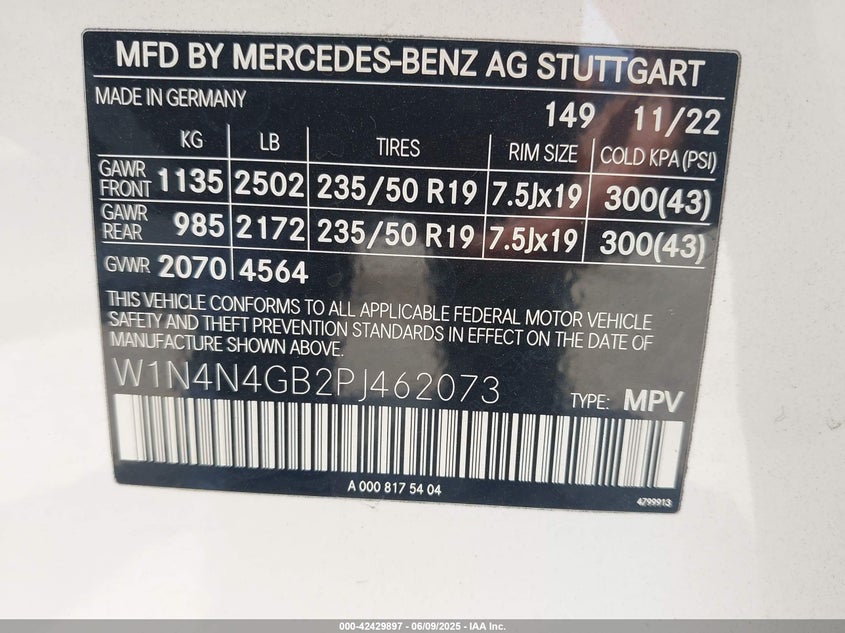 MFD BY MERCEDES-BENZ AG STUTTGART
MADE IN GERMANY 149 11/22
KG LB TIRES RIM SIZE COLD KPA (PSI)
GAWR FRONT 1135 2502 235/50 R19 7.5Jx19 300(43)
GAWR REAR 985 2172 235/50 R19 7.5Jx19 300(43)
GVWR 2070 4564
THIS VEHICLE CONFORMS TO ALL APPLICABLE FEDERAL MOTOR VEHICLE
SAFETY AND THEFT PREVENTION STANDARDS IN EFFECT ON THE DATE OF
MANUFACTURE SHOWN ABOVE.
W1N4N4GB2PJ462073 TYPE: MPV
A 000 817 54 04
4799913
000-42429897 - 06/09/2025 - IAA Inc.